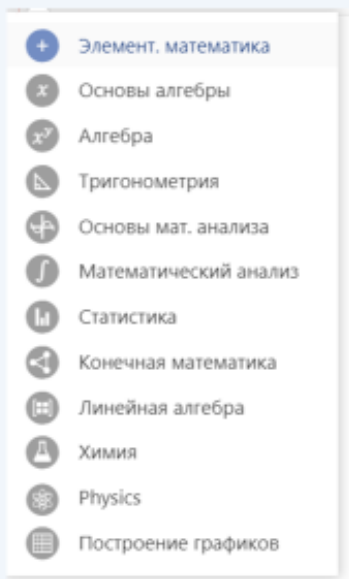 Элемент. математика
Основы алгебры
Алгебра
Тригонометрия
Основы мат. анализа
Математический анализ
Статистика
Конечная математика
Линейная алгебра
Химия
Physics
Построение графиков